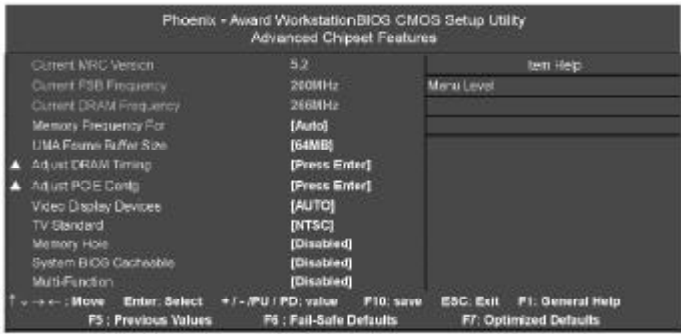 Phoenix - Award WorkstationBIOS CMOS Setup Utility
Advanced Chipset Features
Current MRC Version 5.2 Item Help
Current FSB Frequency 200MHz Menu Level
Current DRAM Frequency 266MHz
Memory Frequency For [Auto]
UMA Frame Buffer Size [64MB]
▲ Adjust DRAM Timing [Press Enter]
▲ Adjust PCIE Config [Press Enter]
Video Display Devices [AUTO]
TV Standard [NTSC]
Memory Hole [Disabled]
System BIOS Cacheable [Disabled]
Multi-Function [Disabled]
↑↓→← : Move Enter: Select +/-/PU / PD: value F10: save ESC: Exit F1: General Help
F5 : Previous Values F6 : Fail-Safe Defaults F7: Optimized Defaults